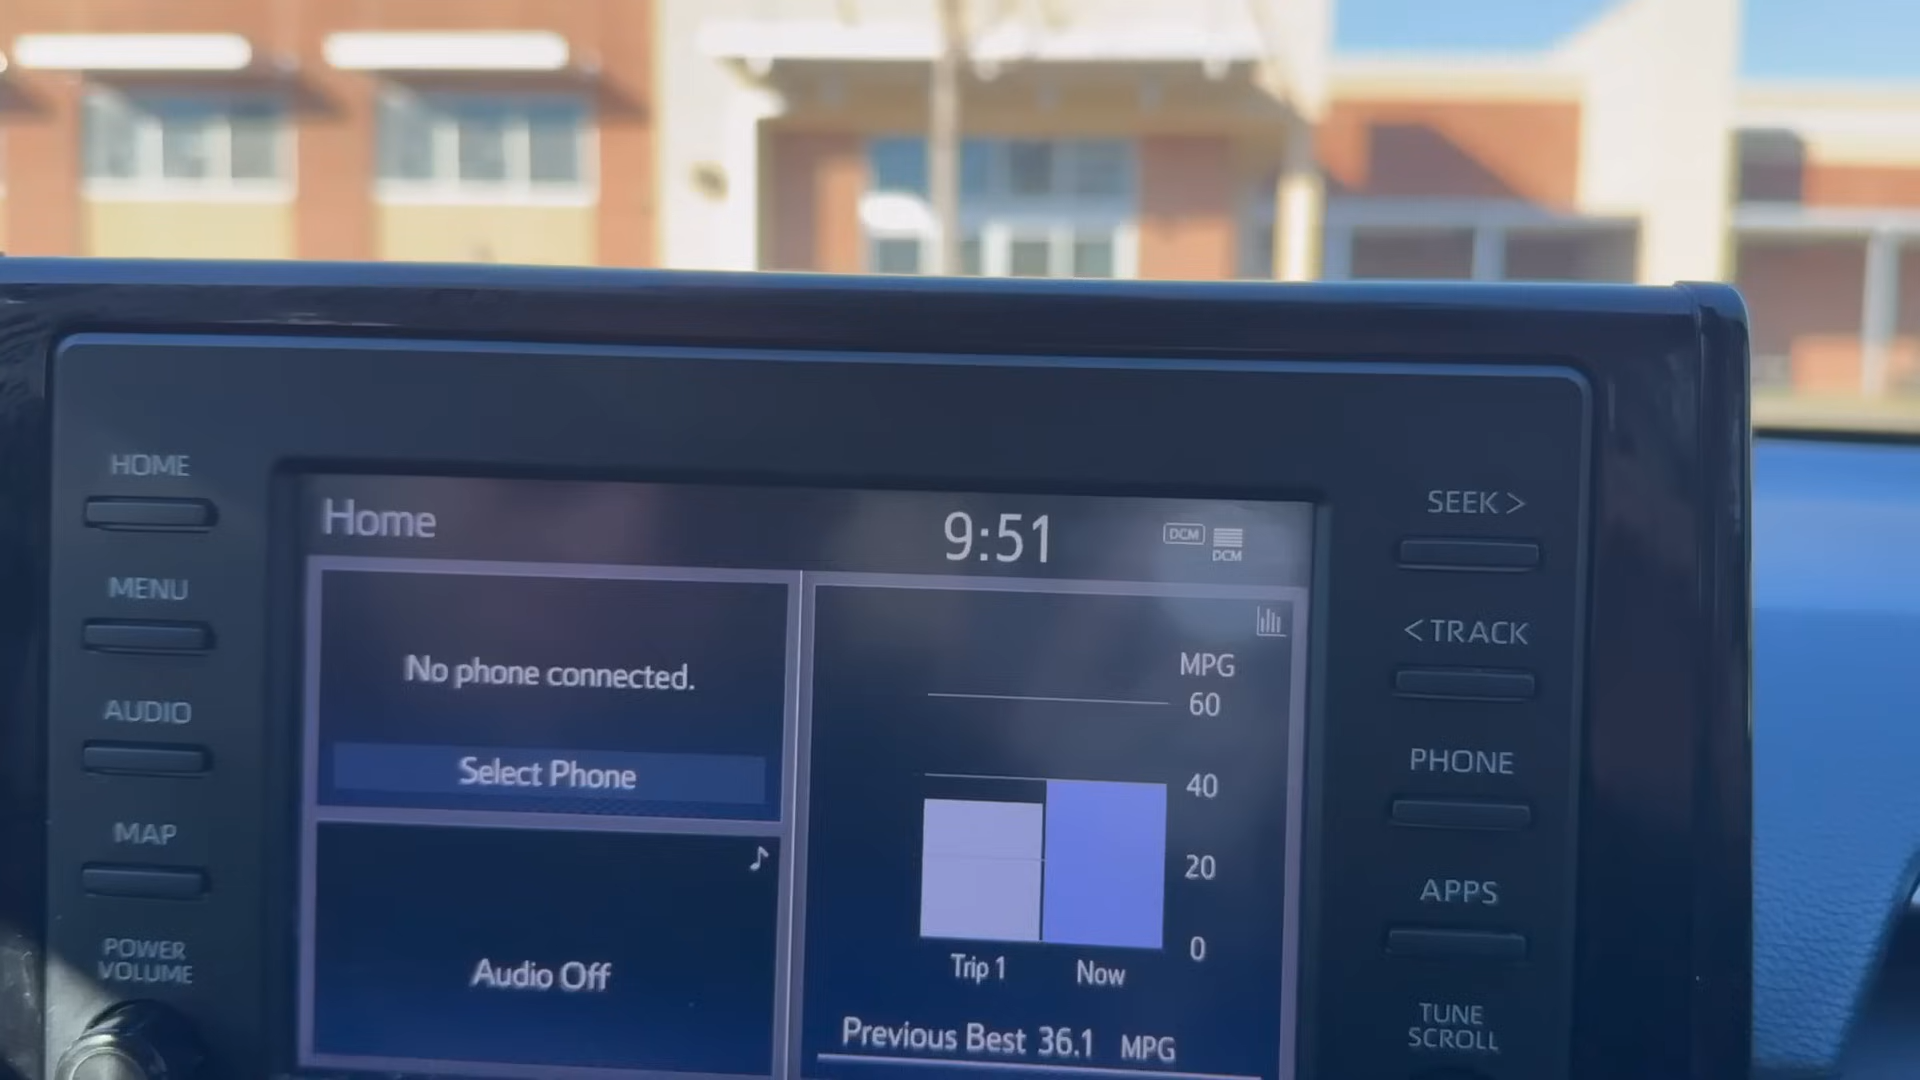 HOME
MENU
AUDIO
MAP
POWER
VOLUME
Home
9:51
DCM
DCM
No phone connected.
Select Phone
Audio Off
MPG
60
40
20
0
Trip 1
Now
Previous Best 36.1 MPG
SEEK >
< TRACK
PHONE
APPS
TUNE
SCROLL